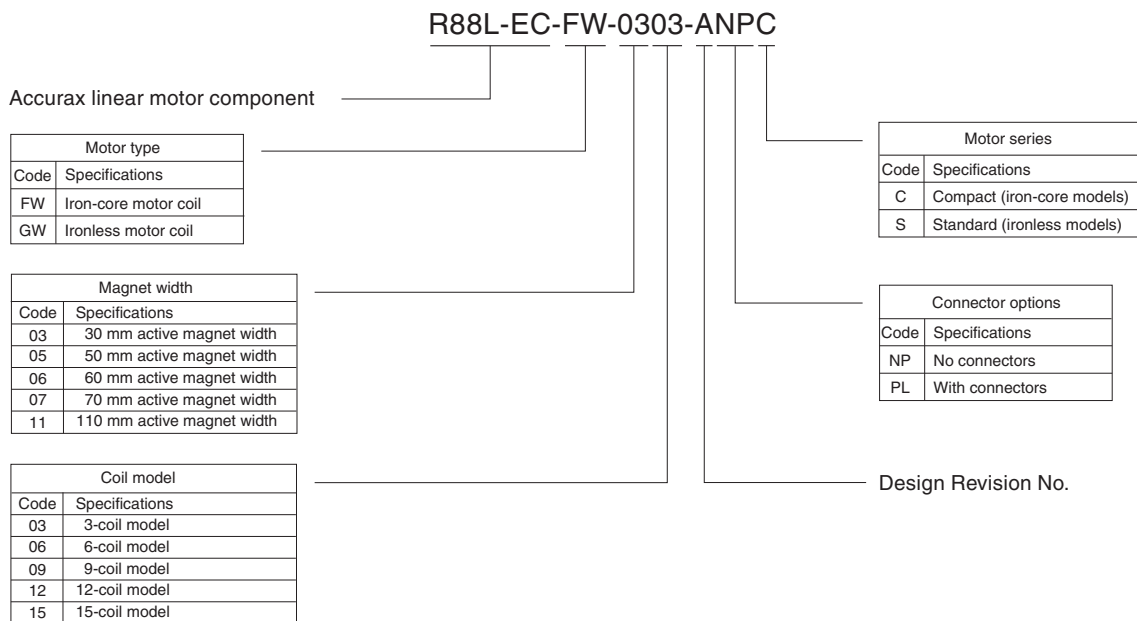 R88L-EC-FW-0303-ANPC
Accurax linear motor component
Motor type
Code Specifications
FW Iron-core motor coil
GW Ironless motor coil
Magnet width
Code Specifications
03 30 mm active magnet width
05 50 mm active magnet width
06 60 mm active magnet width
07 70 mm active magnet width
11 110 mm active magnet width
Coil model
Code Specifications
03 3-coil model
06 6-coil model
09 9-coil model
12 12-coil model
15 15-coil model
Motor series
Code Specifications
C Compact (iron-core models)
S Standard (ironless models)
Connector options
Code Specifications
NP No connectors
PL With connectors
Design Revision No.